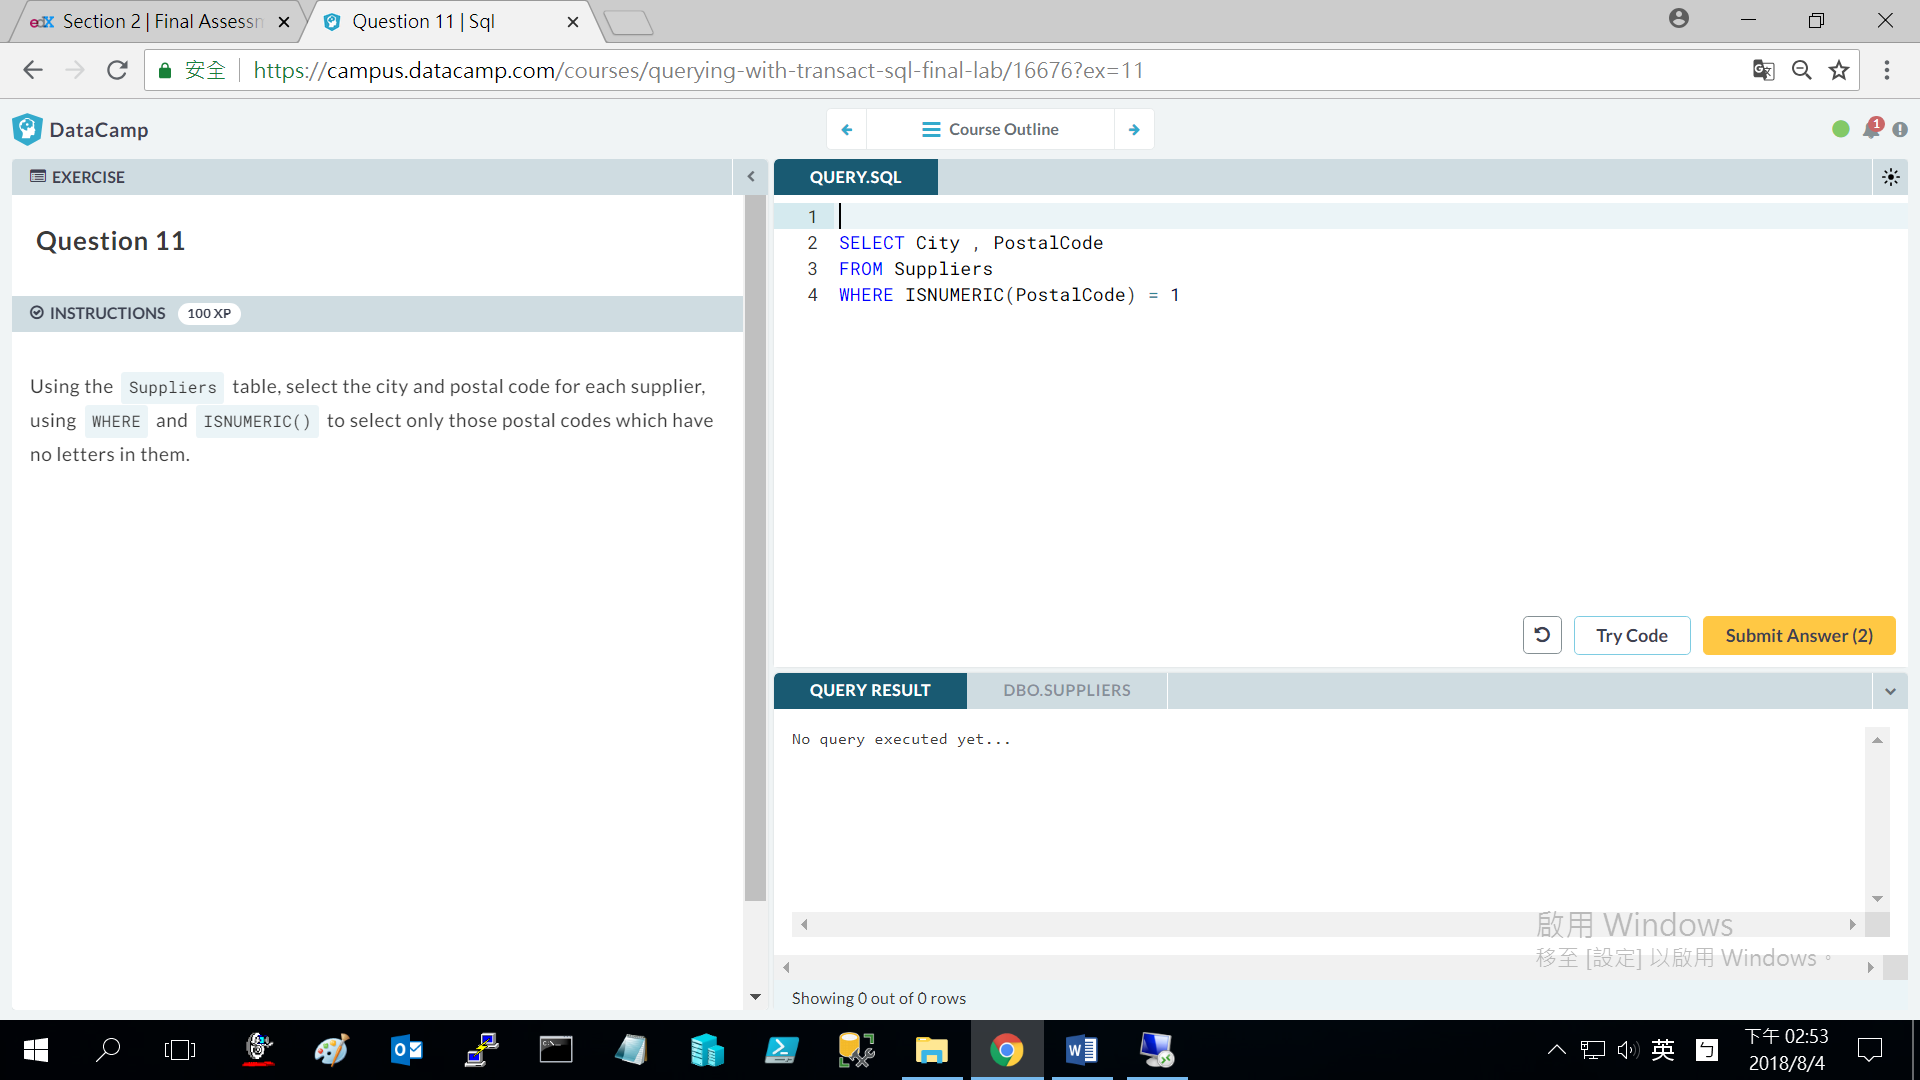 edX Section 2 | Final Assessm
Question 11 | Sql
安全
https://campus.datacamp.com/courses/querying-with-transact-sql-final-lab/16676?ex=11
DataCamp
Course Outline
1
EXERCISE
Question 11
INSTRUCTIONS 100 XP
Using the Suppliers table, select the city and postal code for each supplier,
using WHERE and ISNUMERIC() to select only those postal codes which have
no letters in them.
QUERY.SQL
1
2 SELECT City , PostalCode
3 FROM Suppliers
4 WHERE ISNUMERIC(PostalCode) = 1
Try Code
Submit Answer (2)
QUERY RESULT
DBO.SUPPLIERS
No query executed yet...
啟用 Windows
移至 [設定] 以啟用 Windows。
Showing 0 out of 0 rows
英
ㄅ
下午 02:53
2018/8/4